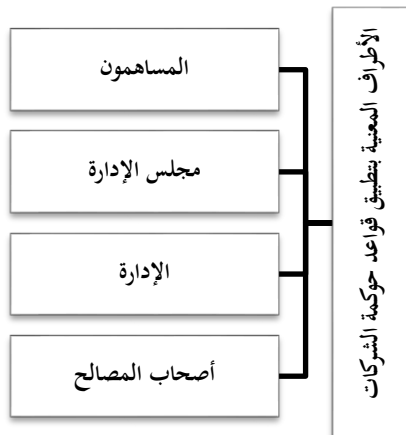 الأطراف المعنية بتطبيق قواعد حوكمة الشركات
المساهمون
مجلس الإدارة
الإدارة
أصحاب المصالح